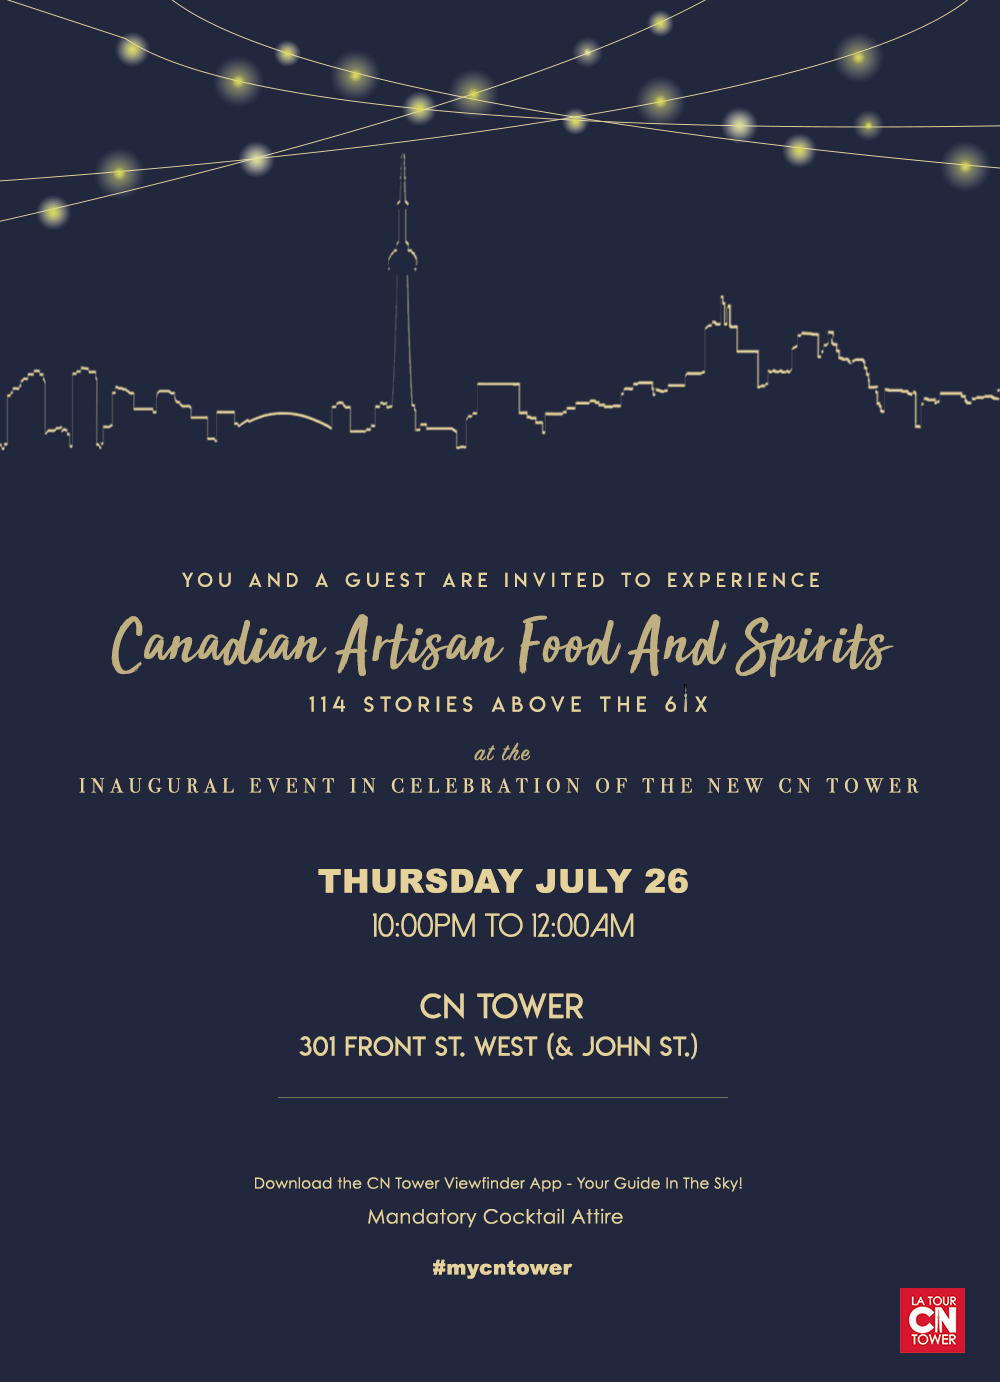 YOU AND A GUEST ARE INVITED TO EXPERIENCE
Canadian Artisan Food And Spirits
114 STORIES ABOVE THE 6IX
at the
INAUGURAL EVENT IN CELEBRATION OF THE NEW CN TOWER
THURSDAY JULY 26
10:00PM TO 12:00AM
CN TOWER
301 FRONT ST. WEST (& JOHN ST.)
Download the CN Tower Viewfinder App - Your Guide In The Sky!
Mandatory Cocktail Attire
#mycntower
LA TOUR
CN
TOWER